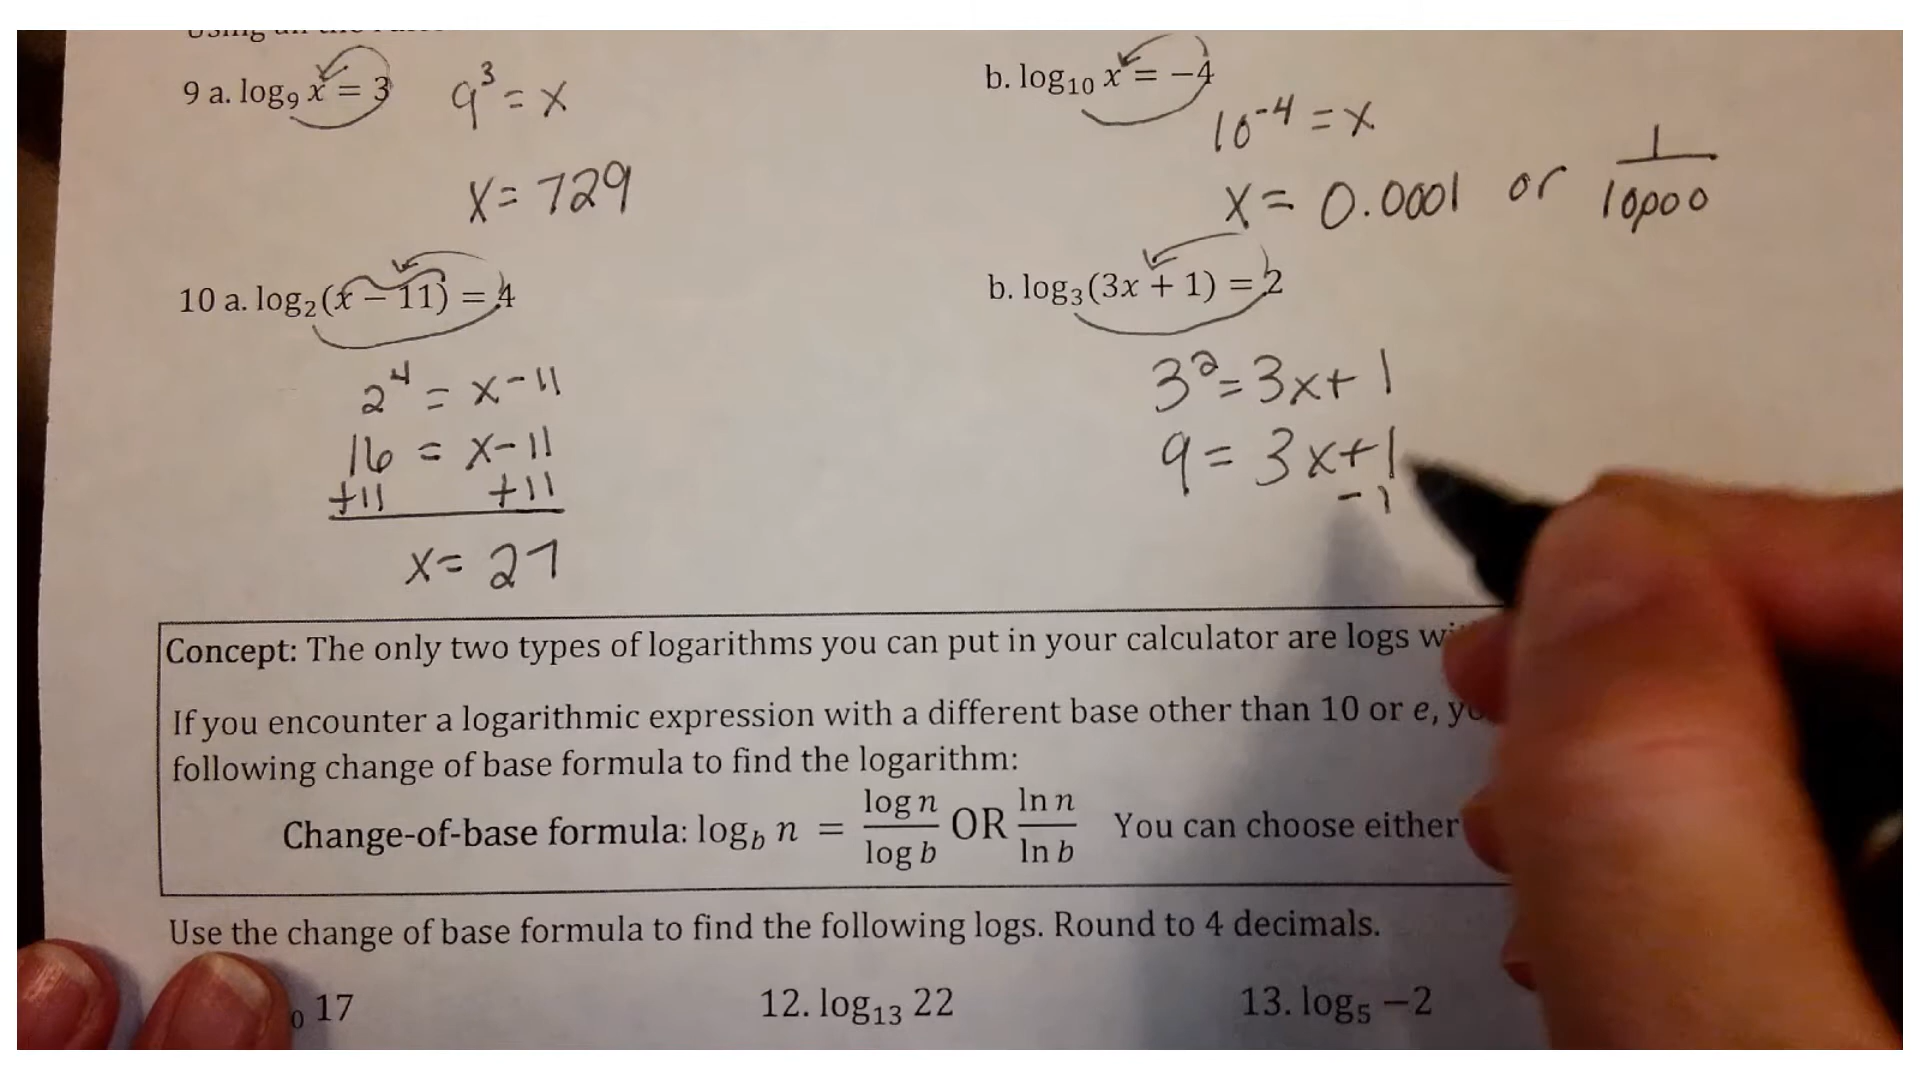 9 a. log₉ x = 3
9³ = x
x = 729
b. log₁₀ x = −4
10⁻⁴ = x
x = 0.0001 or 1/10,000
10 a. log₂(x − 11) = 4
2⁴ = x − 11
16 = x − 11
+11 +11
x = 27
b. log₃(3x + 1) = 2
3² = 3x + 1
9 = 3x + 1
− 1
Concept: The only two types of logarithms you can put in your calculator are logs
If you encounter a logarithmic expression with a different base other than 10 or e,
following change of base formula to find the logarithm:
Change-of-base formula: log_b n = log n / log b OR ln n / ln b You can choose either
Use the change of base formula to find the following logs. Round to 4 decimals.
17
12. log₁₃ 22
13. log₅ −2